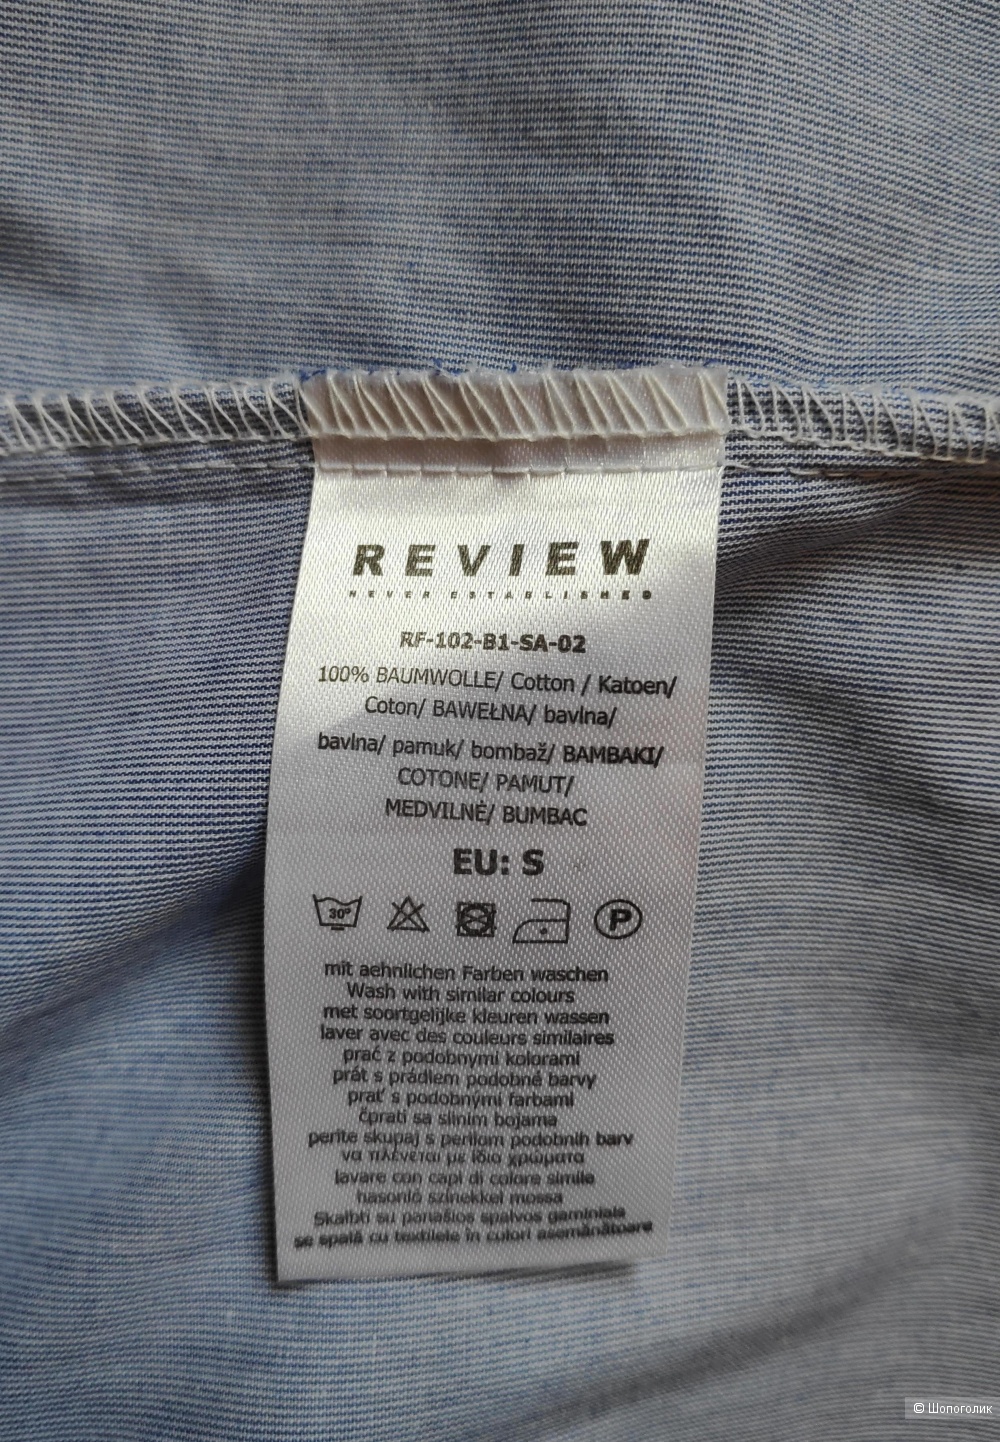 REVIEW
NEVER ESTABLISHED
RF-102-B1-SA-02
100% BAUMWOLLE/ Cotton / Katoen/
Coton/ BAWEŁNA/ bavlna/
bavlna/ pamuk/ bombaž/ BAMBAKI/
COTONE/ PAMUT/
MEDVILNĖ/ BUMBAC
EU: S
30° P
mit aehnlichen Farben waschen
Wash with similar colours
met soortgelijke kleuren wassen
laver avec des couleurs similaires
prać z podobnymi kolorami
prát s prádlem podobné barvy
prať s podobnými farbami
čprati sa slinim bojama
perite skupaj s perilom podobnih barv
να πλένεται με ίδιο χρώματα
lavare con capi di colore simile
hasonló színekkel mossa
Skalbti su panašios spalvos gaminiais
se spală cu textilele în culori asemănătoare
© Шопоголик